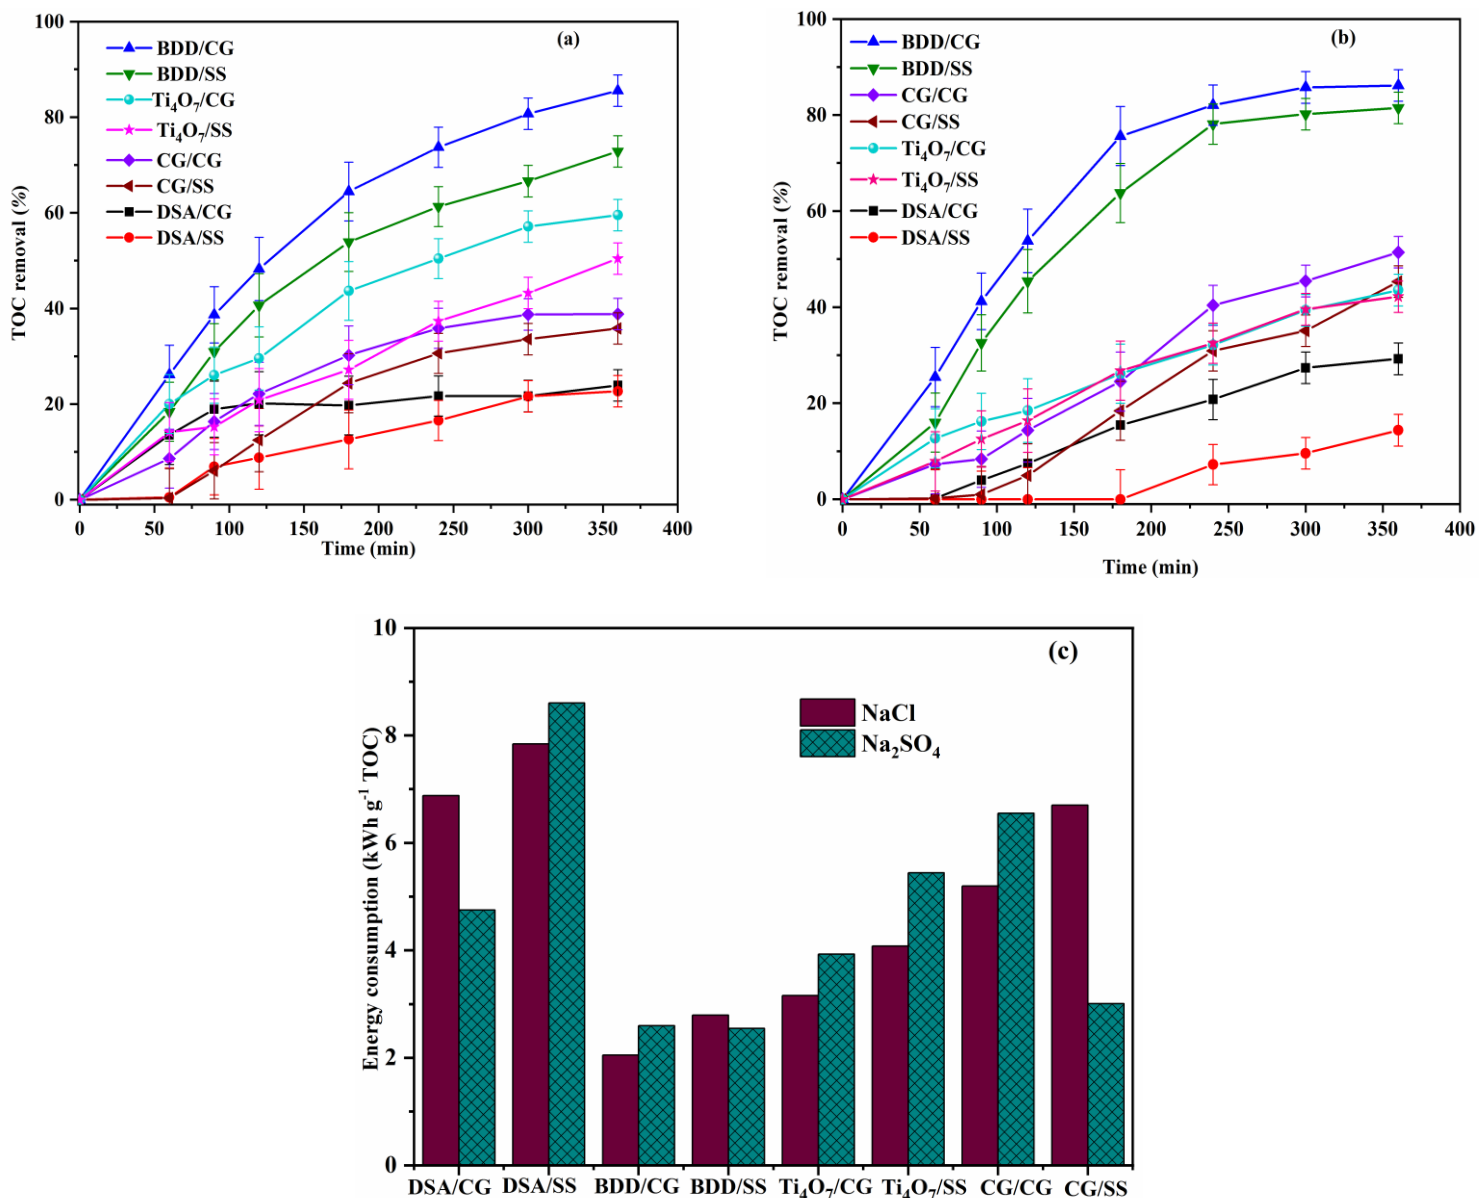 (a)
BDD/CG
BDD/SS
Ti₄O₇/CG
Ti₄O₇/SS
CG/CG
CG/SS
DSA/CG
DSA/SS
TOC removal (%)
100
80
60
40
20
0
0 50 100 150 200 250 300 350 400
Time (min)
(b)
BDD/CG
BDD/SS
CG/CG
CG/SS
Ti₄O₇/CG
Ti₄O₇/SS
DSA/CG
DSA/SS
TOC removal (%)
100
80
60
40
20
0
0 50 100 150 200 250 300 350 400
Time (min)
(c)
NaCl
Na₂SO₄
Energy consumption (kWh g⁻¹ TOC)
10
8
6
4
2
0
DSA/CG DSA/SS BDD/CG BDD/SS Ti₄O₇/CG Ti₄O₇/SS CG/CG CG/SS